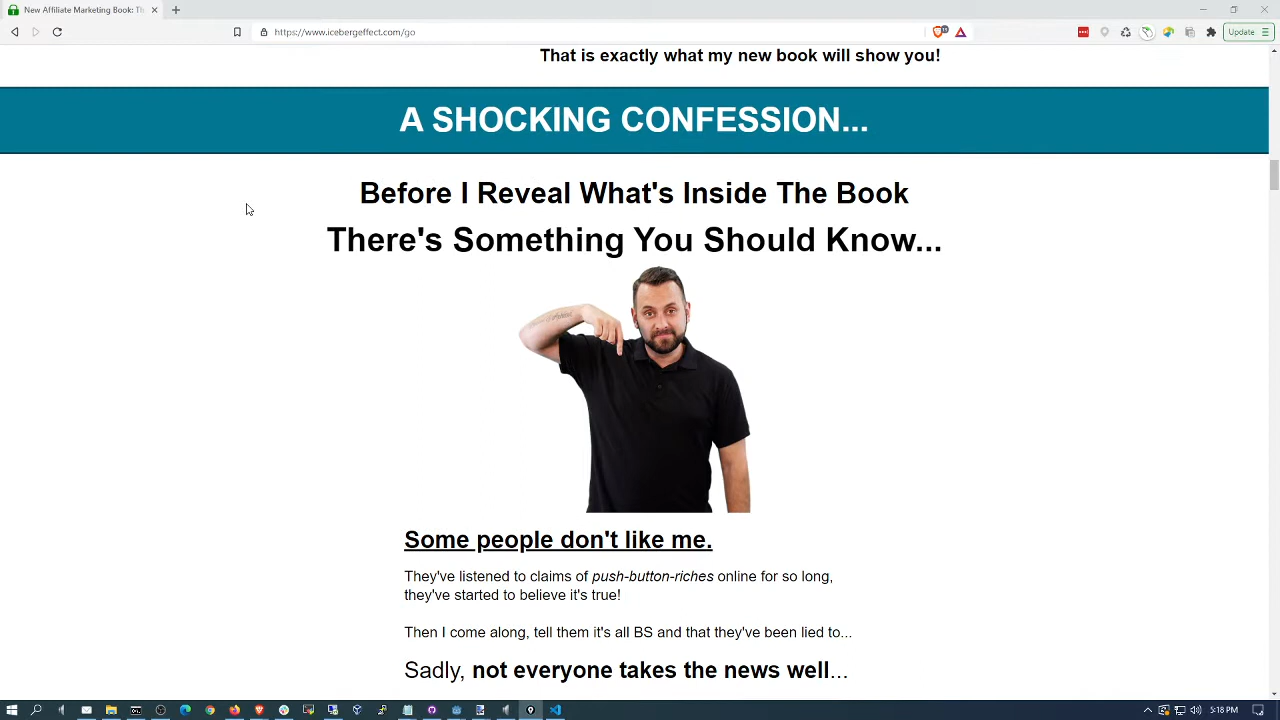 New Affiliate Marketing Book: Th
https://www.icebergeffect.com/go
Update
That is exactly what my new book will show you!
A SHOCKING CONFESSION...
Before I Reveal What's Inside The Book
There's Something You Should Know...
Some people don't like me.
They've listened to claims of push-button-riches online for so long,
they've started to believe it's true!
Then I come along, tell them it's all BS and that they've been lied to...
Sadly, not everyone takes the news well...
5:18 PM